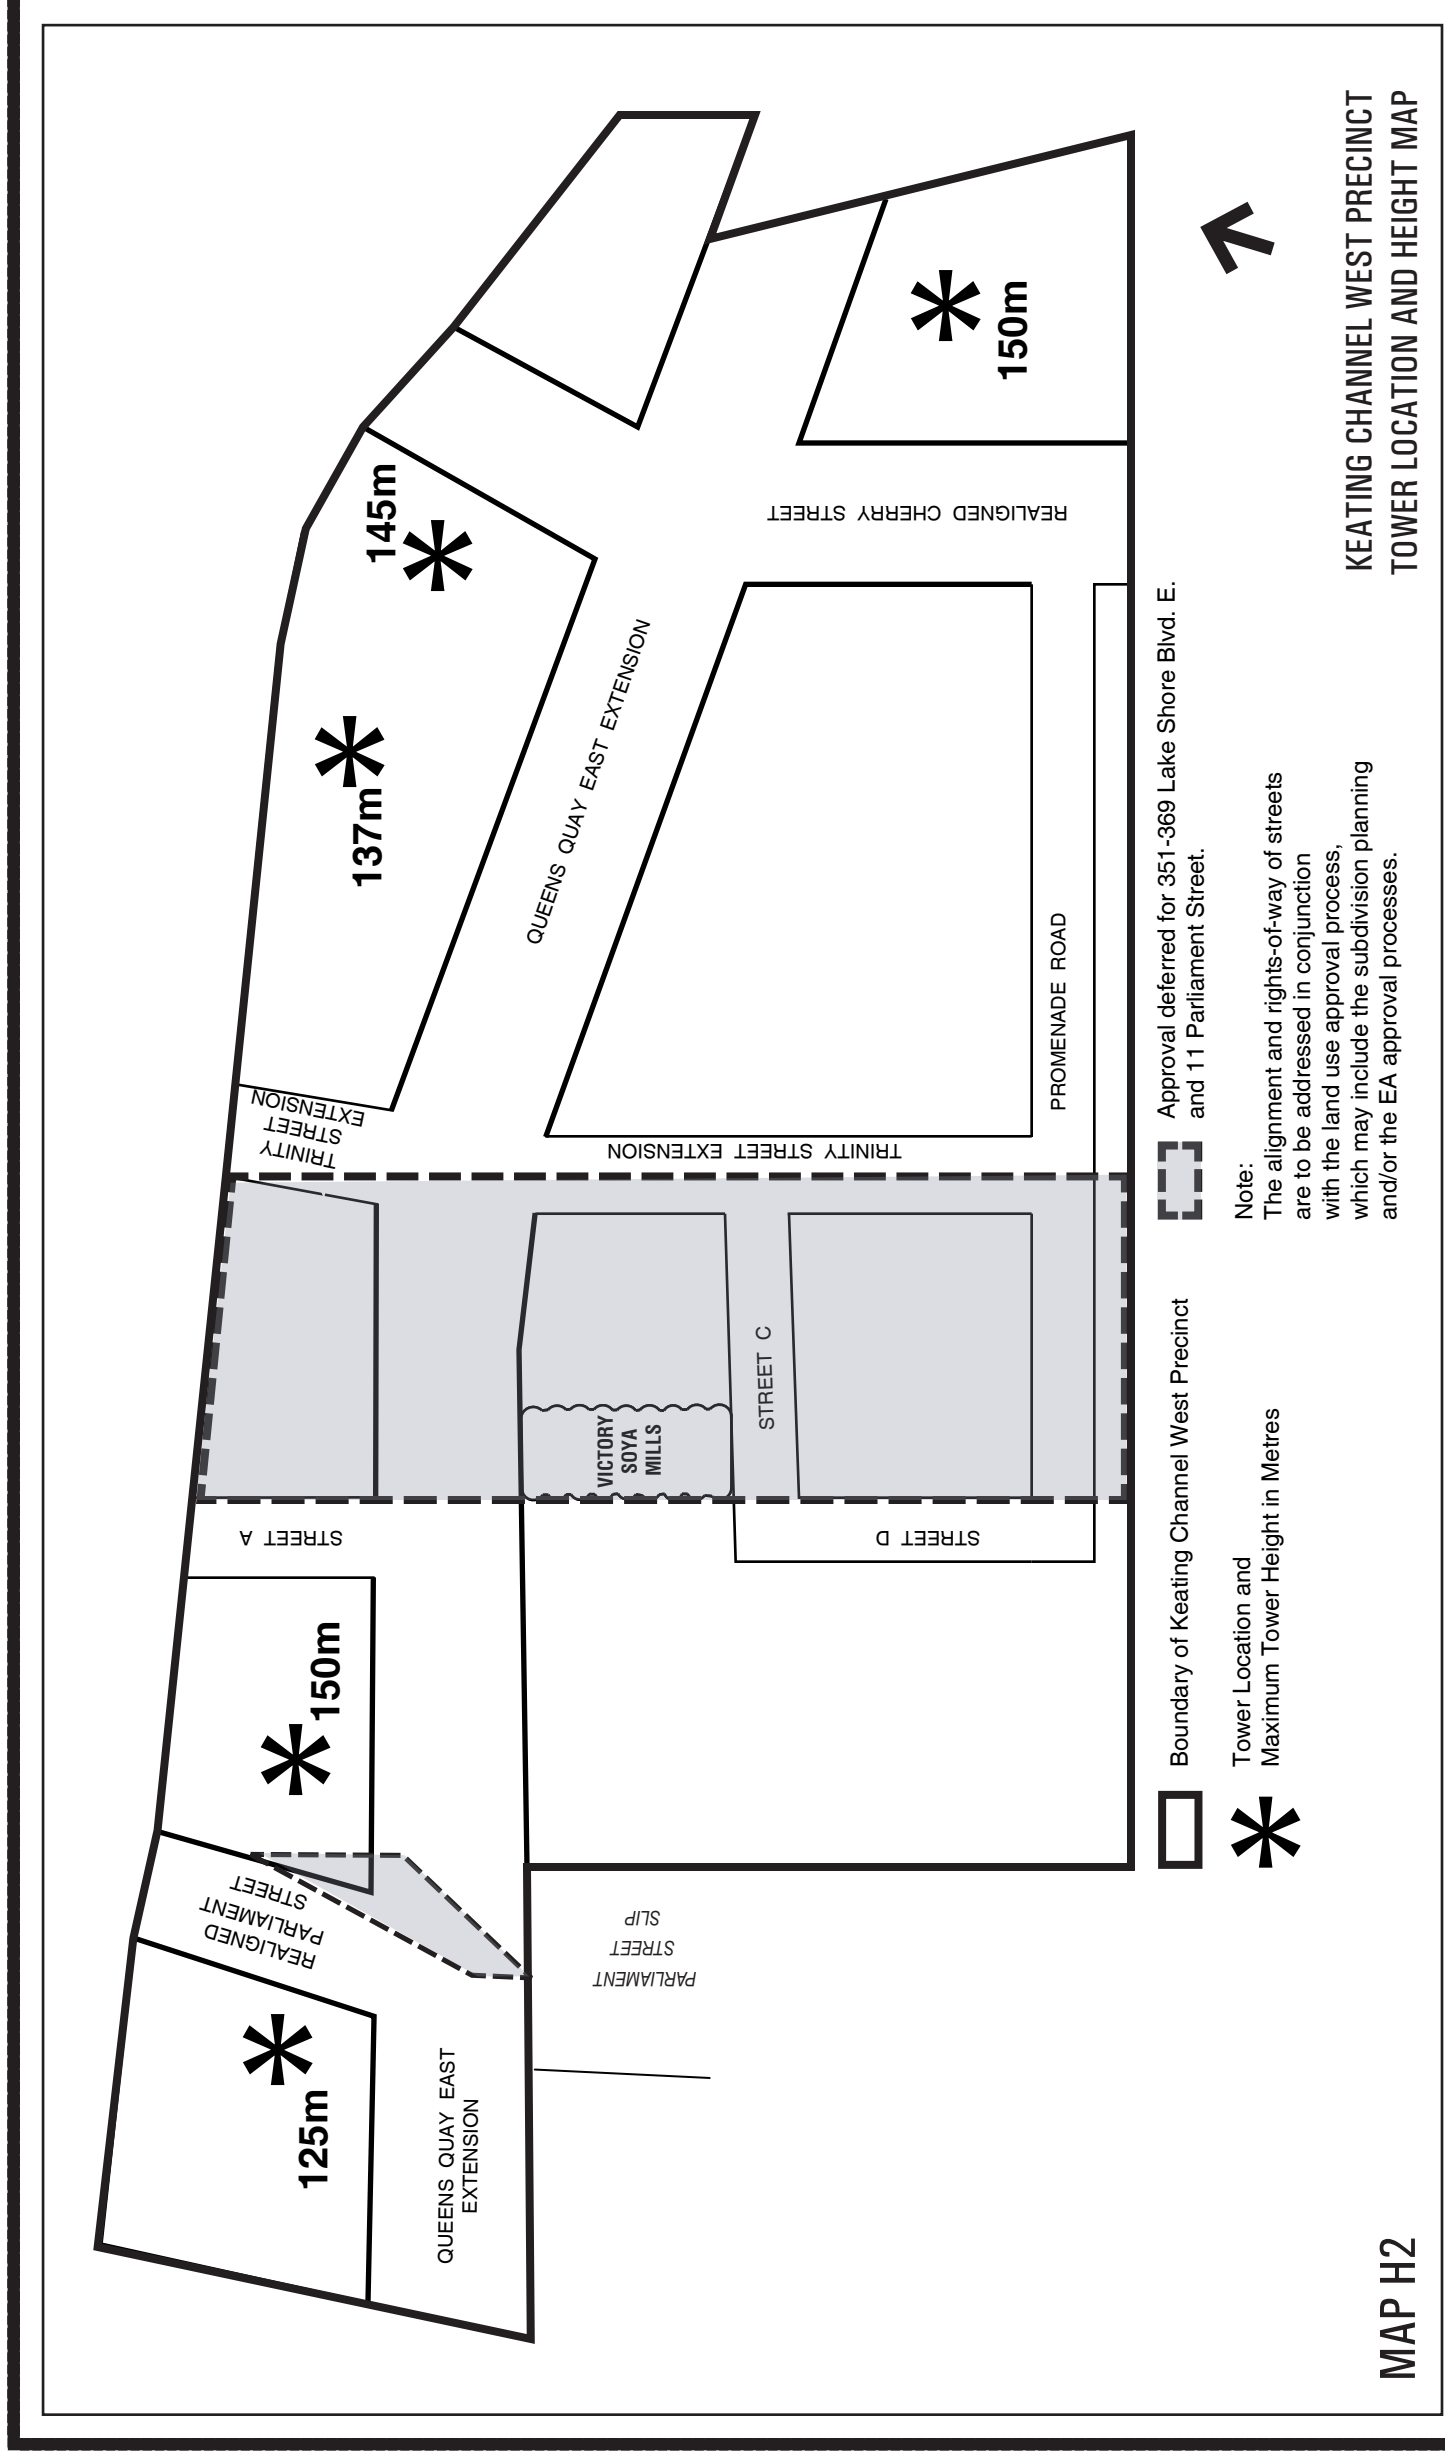 125m
150m
137m
145m
150m
REALIGNED
PARLIAMENT
STREET
STREET A
TRINITY
STREET
EXTENSION
QUEENS QUAY EAST
EXTENSION
QUEENS QUAY EAST EXTENSION
PARLIAMENT
STREET
SLIP
VICTORY
SOYA
MILLS
STREET C
STREET D
TRINITY STREET EXTENSION
PROMENADE ROAD
REALIGNED CHERRY STREET
Boundary of Keating Channel West Precinct
Tower Location and
Maximum Tower Height in Metres
Approval deferred for 351-369 Lake Shore Blvd. E.
and 11 Parliament Street.
Note:
The alignment and rights-of-way of streets
are to be addressed in conjunction
with the land use approval process,
which may include the subdivision planning
and/or the EA approval processes.
MAP H2
KEATING CHANNEL WEST PRECINCT
TOWER LOCATION AND HEIGHT MAP